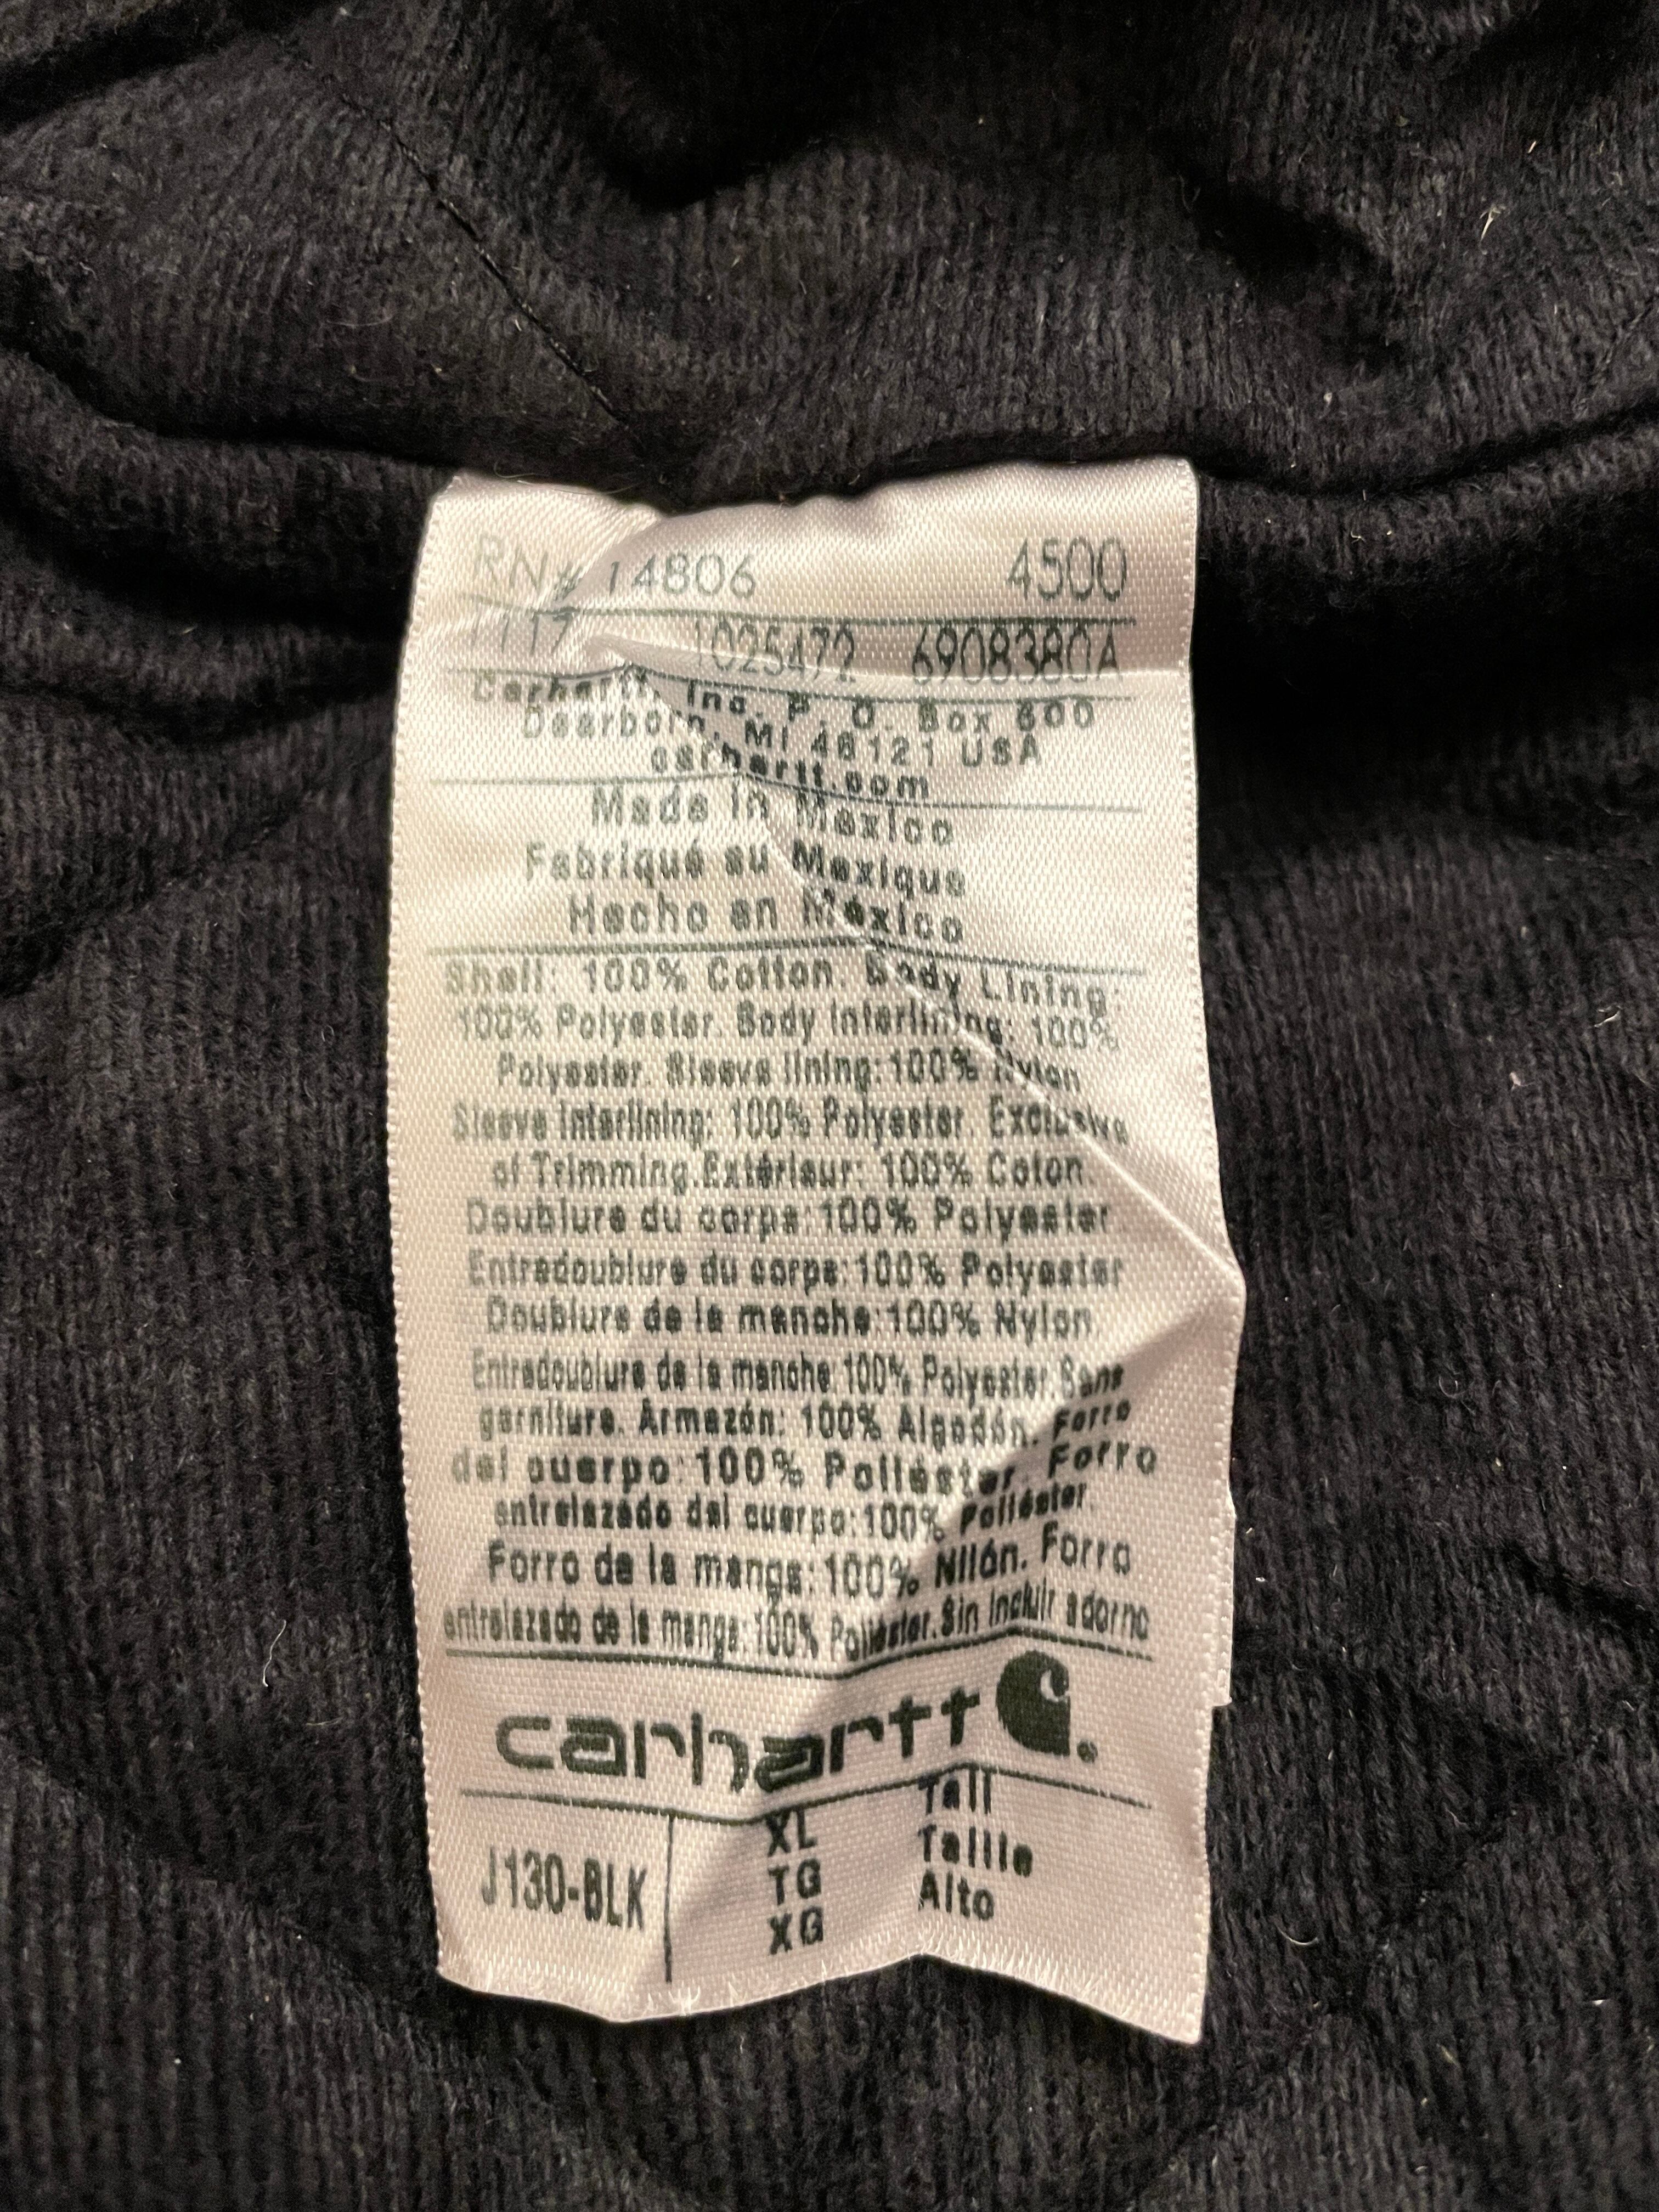 RN# 14806 4500
1025472 69083380A
Carhartt, Inc. P. O. Box 600
Dearborn, MI 48121 USA
carhartt.com
Made in Mexico
Fabriqué au Mexique
Hecho en México
Shell: 100% Cotton. Body Lining:
100% Polyester. Body Interlining: 100%
Polyester. Sleeve lining:100% Nylon
Sleeve Interlining: 100% Polyester. Exclusive
of Trimming.Extérieur: 100% Coton
Doublure du corps:100% Polyester
Entredoublure du corps:100% Polyester
Doublure de la manche:100% Nylon.
Entredoublure de la manche:100% Polyester.Sans
garniture. Armazón: 100% Algodón. Forro
del cuerpo:100% Poliéster. Forro
entrelazado del cuerpo:100% Poliéster.
Forro de la manga:100% Nilón. Forro
entrelazado de la manga:100% Poliéster.Sin incluir adorno
carhartt
J130-BLK
XL Tall
TG Taille
XG Alto